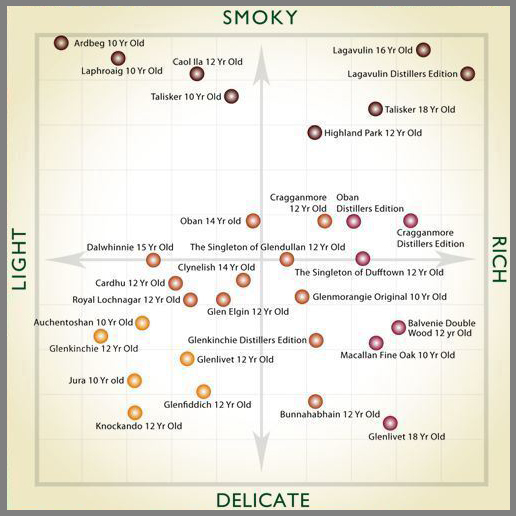 SMOKY
Ardbeg 10 Yr Old
Lagavulin 16 Yr Old
Laphroaig 10 Yr Old
Caol Ila 12 Yr Old
Lagavulin Distillers Edition
Talisker 10 Yr Old
Talisker 18 Yr Old
Highland Park 12 Yr Old
Cragganmore
12 Yr Old
Oban
Distillers Edition
Oban 14 Yr old
Cragganmore
Distillers Edition
LIGHT
RICH
Dalwhinnie 15 Yr Old
The Singleton of Glendullan 12 Yr Old
Clynelish 14 Yr Old
The Singleton of Dufftown 12 Yr Old
Cardhu 12 Yr Old
Royal Lochnagar 12 Yr Old
Glen Elgin 12 Yr Old
Glenmorangie Original 10 Yr Old
Auchentoshan 10 Yr Old
Glenkinchie 12 Yr Old
Glenkinchie Distillers Edition
Balvenie Double
Wood 12 yr Old
Macallan Fine Oak 10 Yr Old
Glenlivet 12 Yr Old
Jura 10 Yr old
Glenfiddich 12 Yr Old
Bunnahabhain 12 Yr Old
Knockando 12 Yr Old
Glenlivet 18 Yr Old
DELICATE